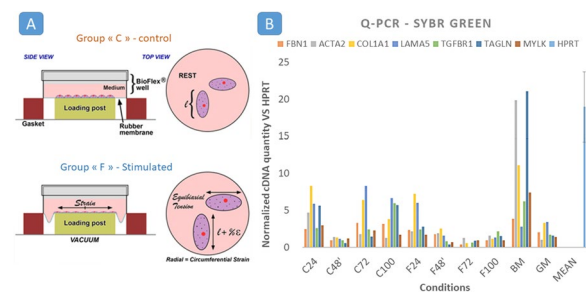 A
Group « C » - control
SIDE VIEW
TOP VIEW
BioFlex®
well
Medium
Loading post
Gasket
Rubber
membrane
REST
ℓ
Group « F » - Stimulated
Strain
Loading post
VACUUM
Equibiaxial
Tension
ℓ + %ε
Radial = Circumferential Strain
B
Q-PCR - SYBR GREEN
FBN1 ACTA2 COL1A1 LAMA5 TGFBR1 TAGLN MYLK HPRT
Normalized cDNA quantity VS HPRT
25
20
15
10
5
0
C24 C48' C72 C100 F24 F48' F72 F100 BM GM MEAN
Conditions